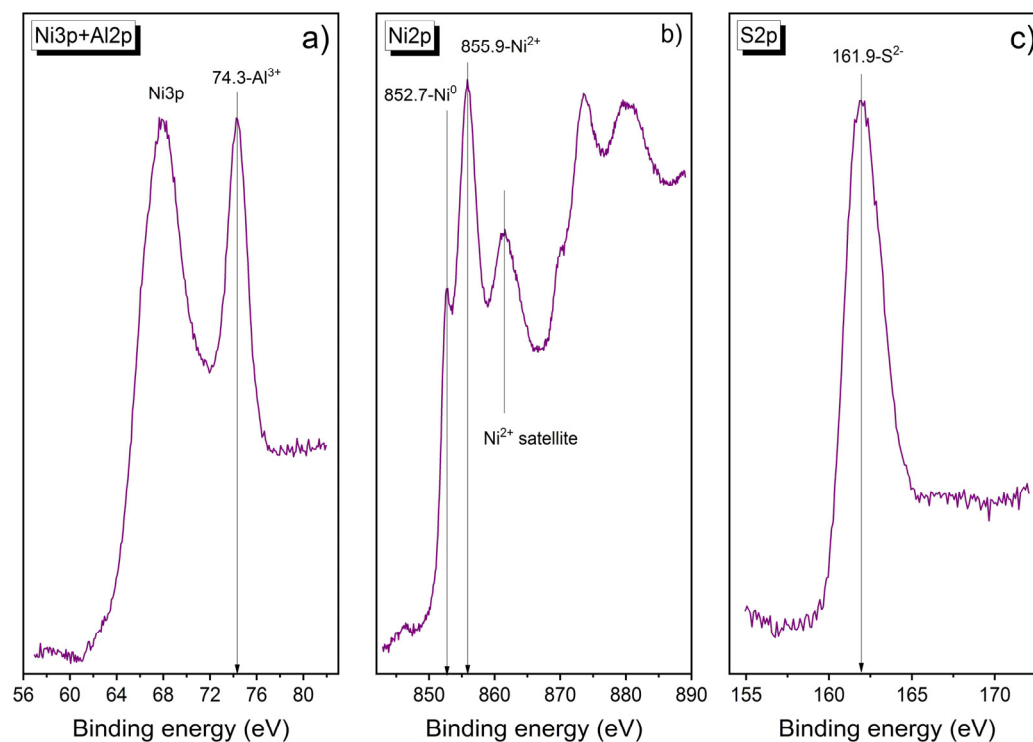 Ni3p+Al2p
a)
74.3-Al³⁺
Ni3p
56 60 64 68 72 76 80
Binding energy (eV)
Ni2p
b)
855.9-Ni²⁺
852.7-Ni⁰
Ni²⁺ satellite
850 860 870 880 890
Binding energy (eV)
S2p
c)
161.9-S²⁻
155 160 165 170
Binding energy (eV)